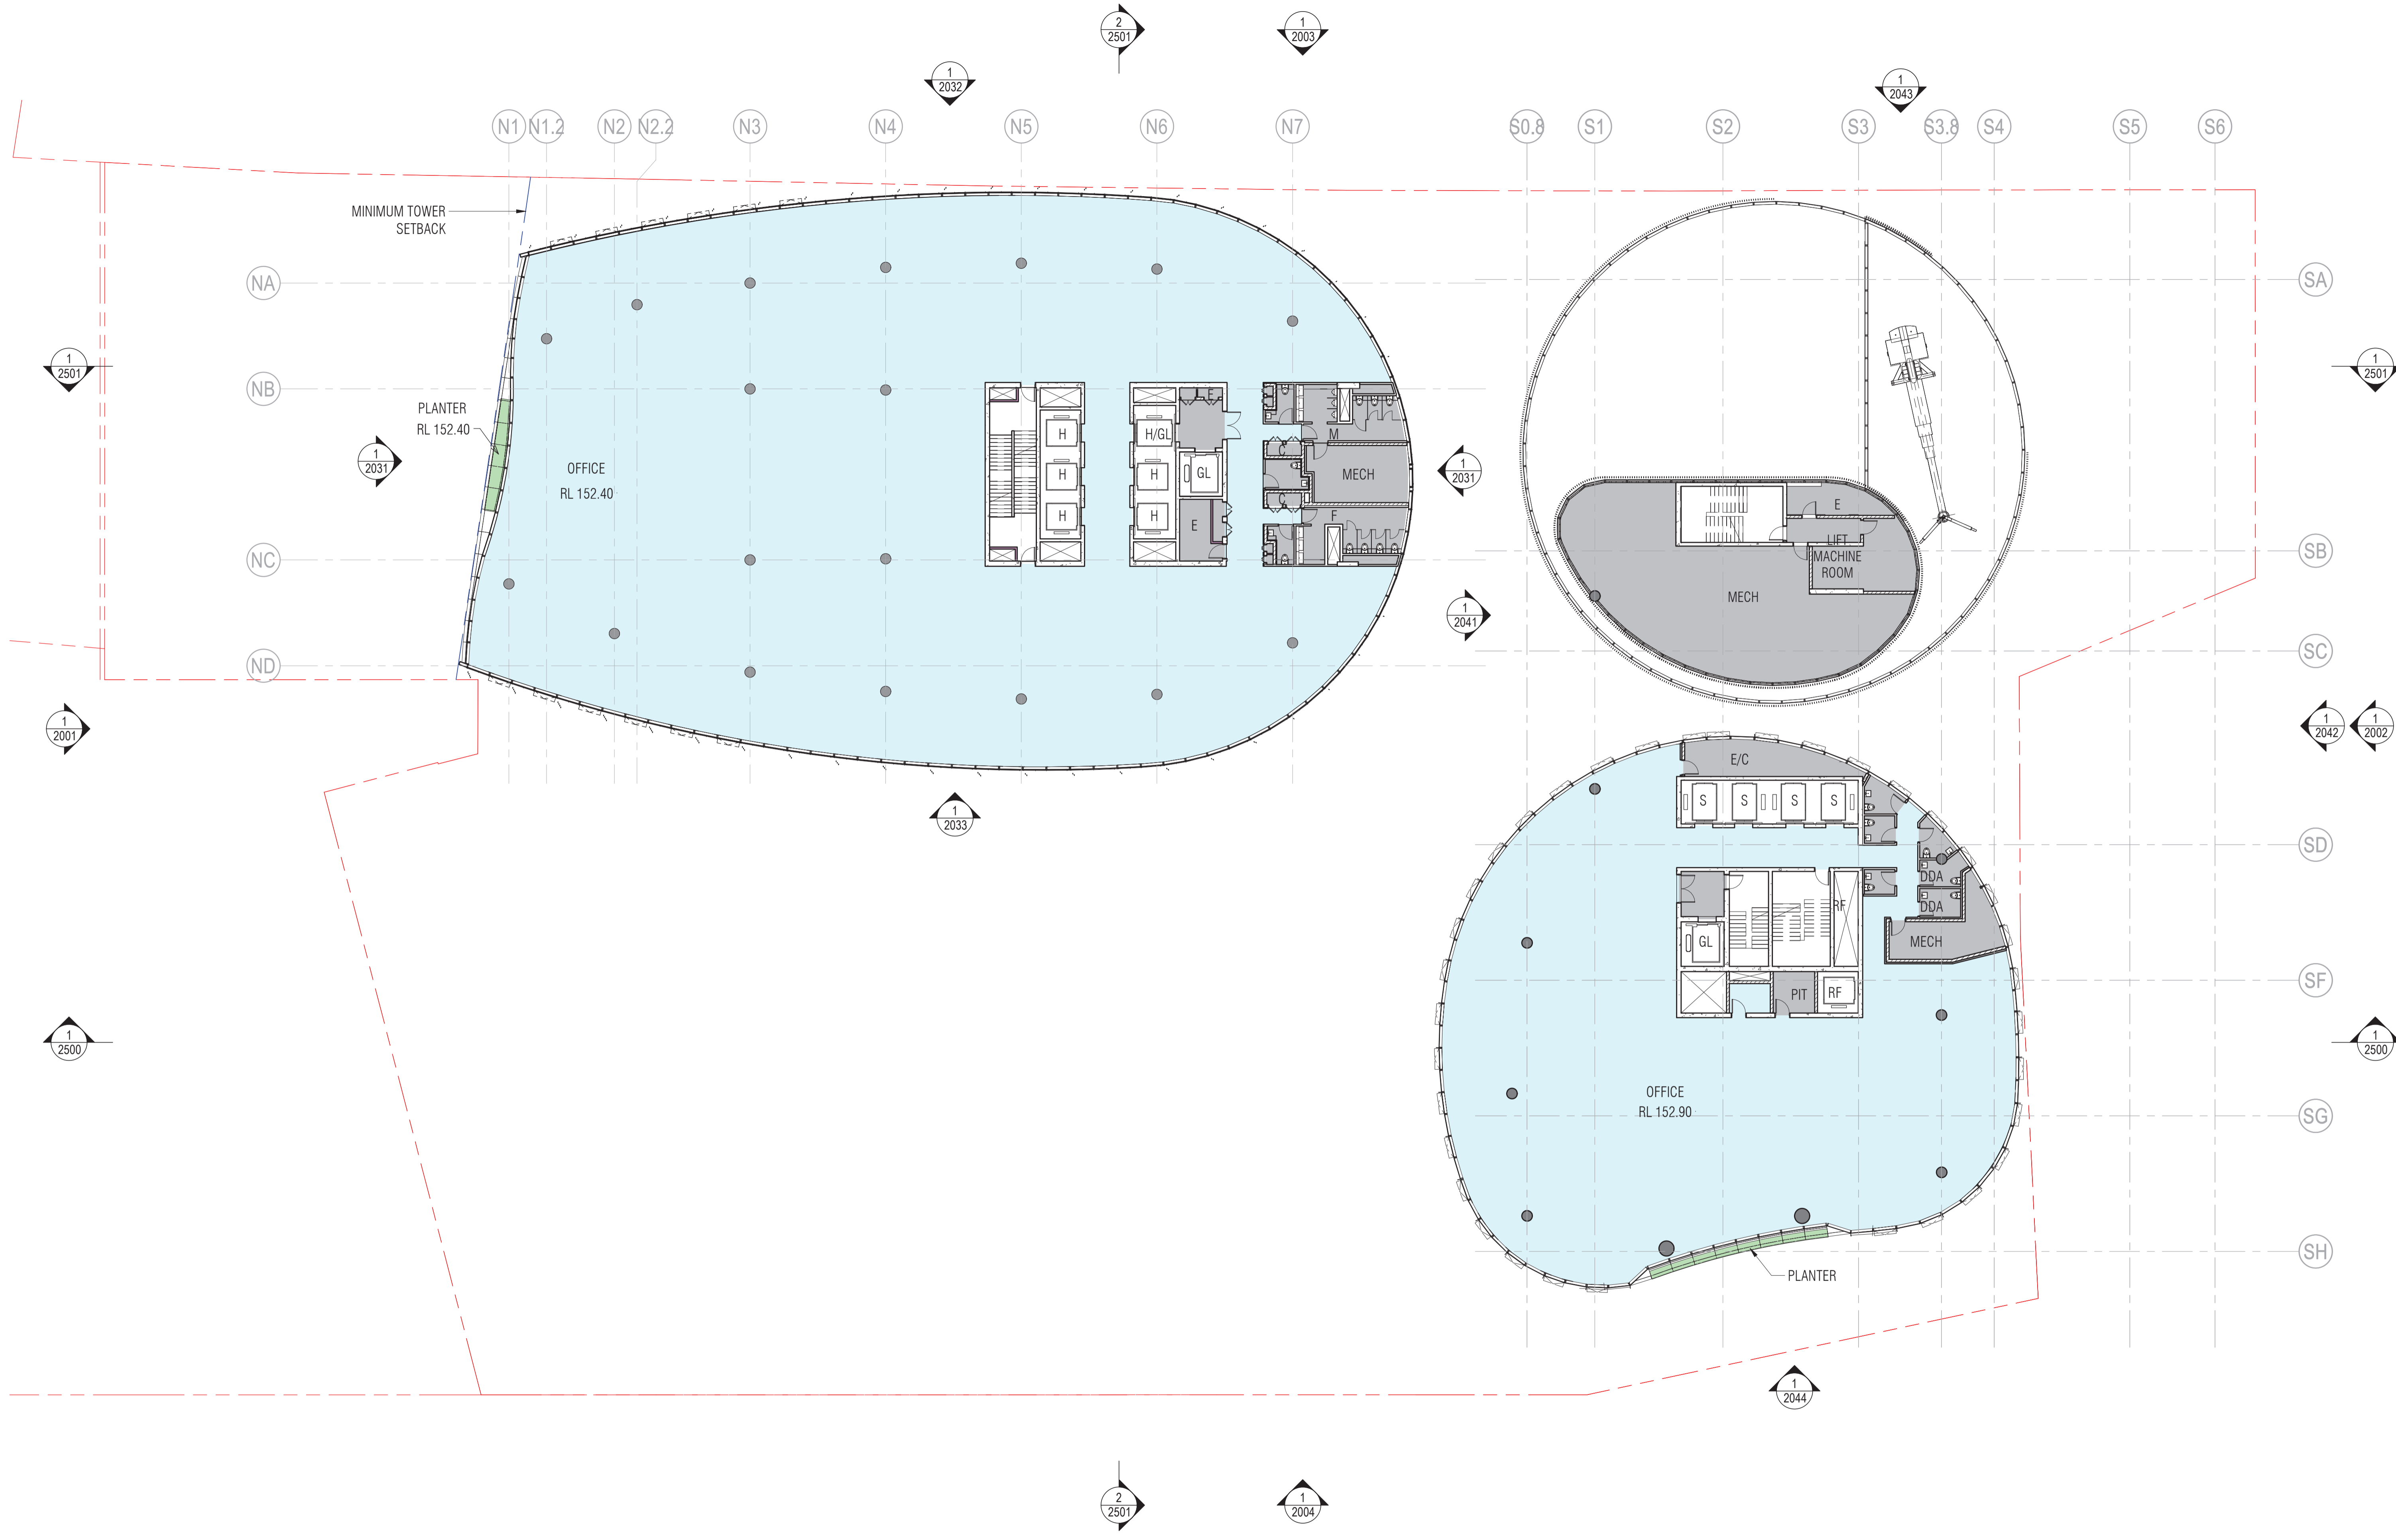 2
2501
1
2003
1
2032
1
2043
N1
N1.2
N2
N2.2
N3
N4
N5
N6
N7
S0.8
S1
S2
S3
S3.8
S4
S5
S6
MINIMUM TOWER
SETBACK
NA
SA
1
2501
1
2501
NB
PLANTER
RL 152.40
E
H
H/GL
M
C
1
2031
OFFICE
RL 152.40
H
H
GL
MECH
1
2031
C
H
H
E
F
E
LIFT
MACHINE
ROOM
MECH
NC
SB
1
2041
ND
SC
1
2001
1
2042
1
2002
E/C
S
S
S
S
1
2033
SD
DDA
RF
DDA
GL
MECH
SF
PIT
RF
1
2500
1
2500
OFFICE
RL 152.90
SG
SH
PLANTER
1
2044
2
2501
1
2004